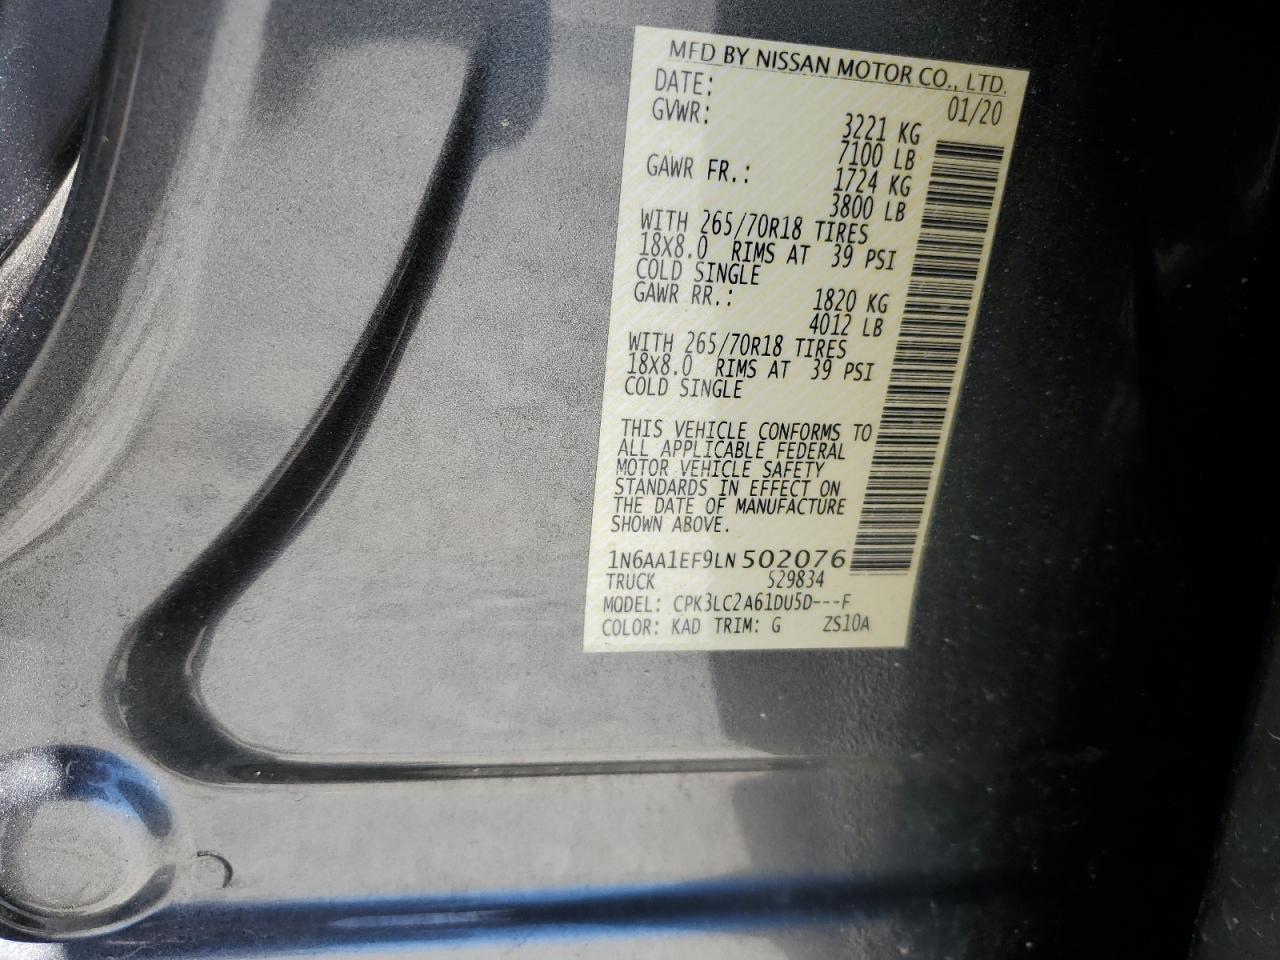 MFD BY NISSAN MOTOR CO., LTD.
DATE: 01/20
GVWR: 3221 KG
7100 LB
GAWR FR.: 1724 KG
3800 LB
WITH 265/70R18 TIRES
18X8.0 RIMS AT 39 PSI
COLD SINGLE
GAWR RR.: 1820 KG
4012 LB
WITH 265/70R18 TIRES
18X8.0 RIMS AT 39 PSI
COLD SINGLE
THIS VEHICLE CONFORMS TO
ALL APPLICABLE FEDERAL
MOTOR VEHICLE SAFETY
STANDARDS IN EFFECT ON
THE DATE OF MANUFACTURE
SHOWN ABOVE.
1N6AA1EF9LN502076
TRUCK 529834
MODEL: CPK3LC2A61DU5D---F
COLOR: KAD TRIM: G ZS10A